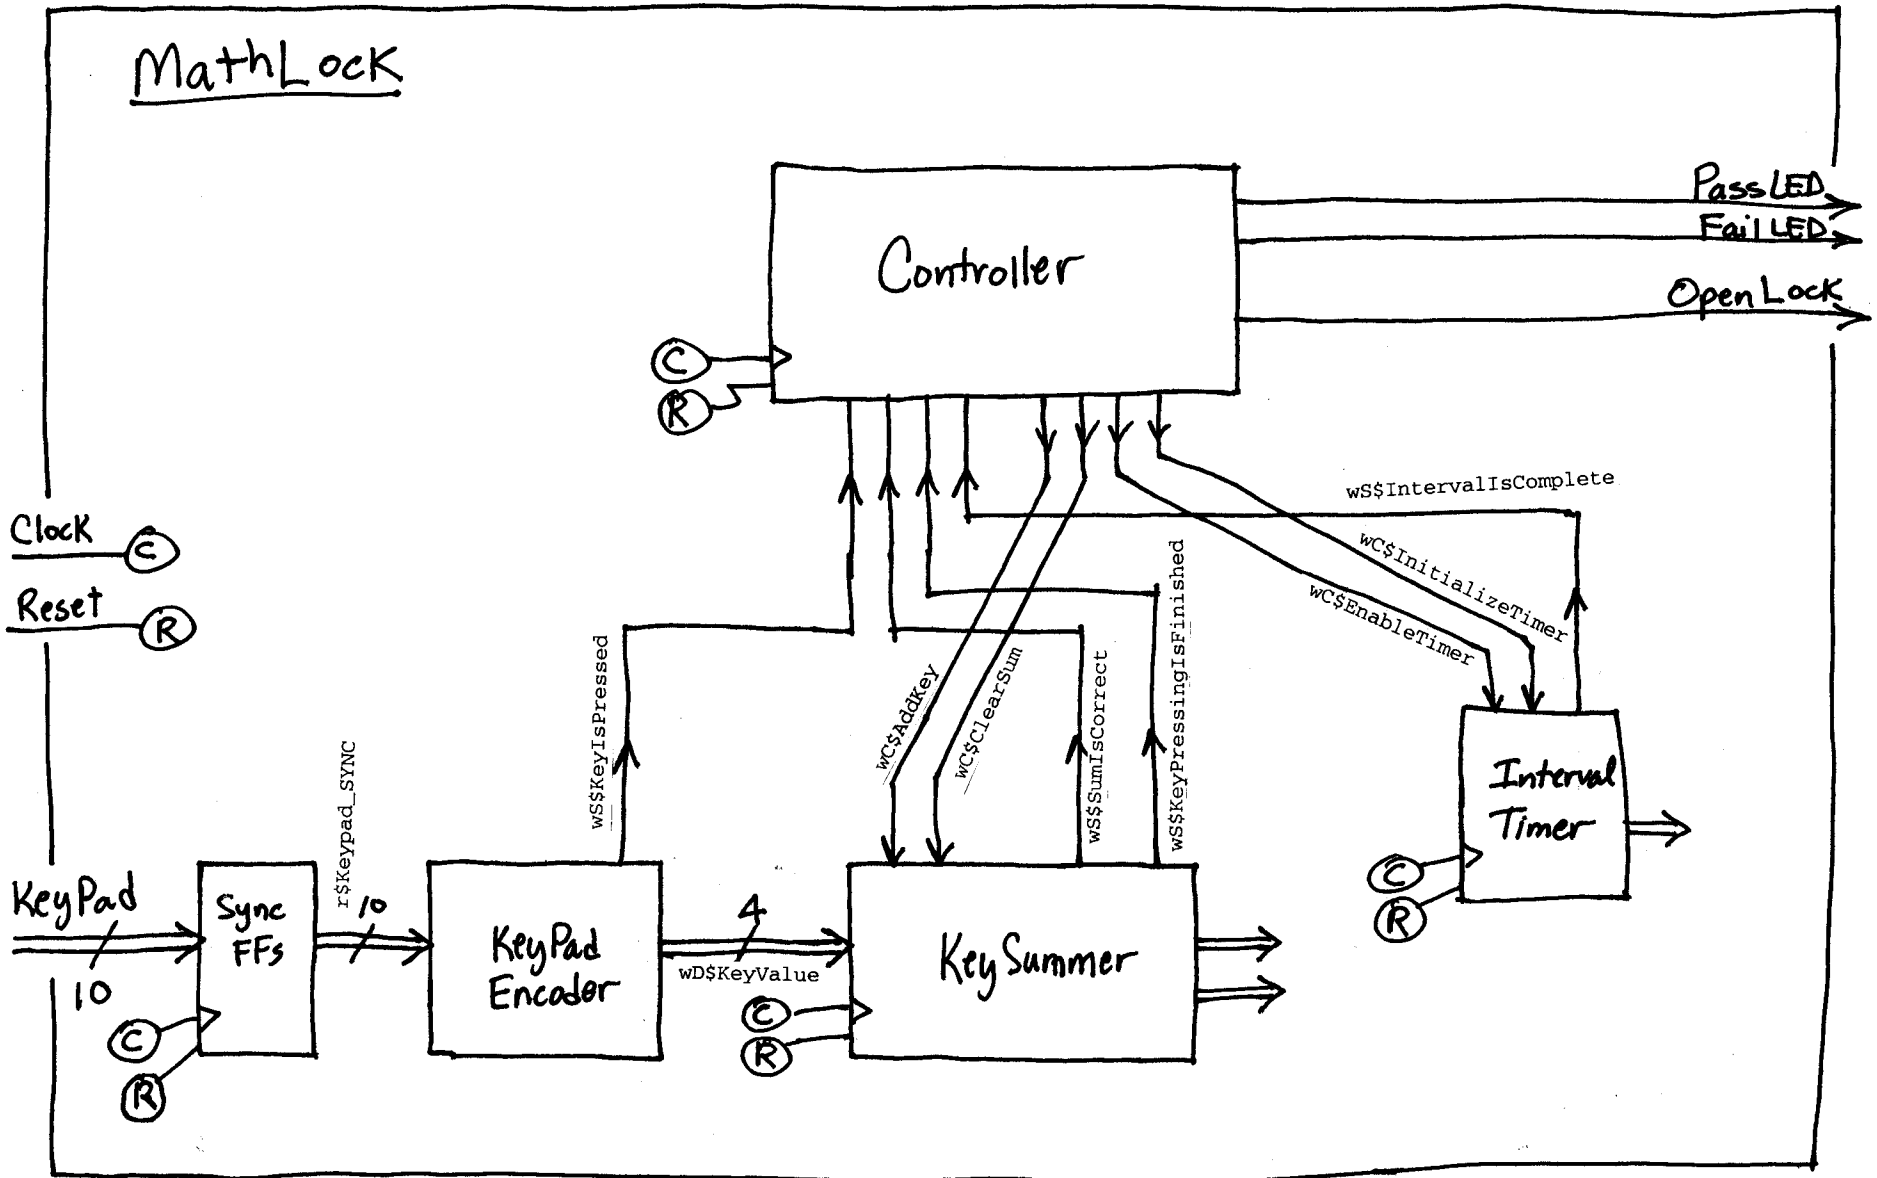 MathLock
PassLED
FailLED
Controller
OpenLock
C
R
wS$IntervalIsComplete
Clock
C
Reset
R
wC$InitializeTimer
wC$EnableTimer
wS$KeyIsPressed
wC$AddKey
wC$ClearSum
wS$SumIsCorrect
wS$KeyPressingIsFinished
Interval
Timer
C
R
r$Keypad_SYNC
KeyPad
10
Sync
FFs
C
R
10
KeyPad
Encoder
4
wD$KeyValue
KeySummer
C
R